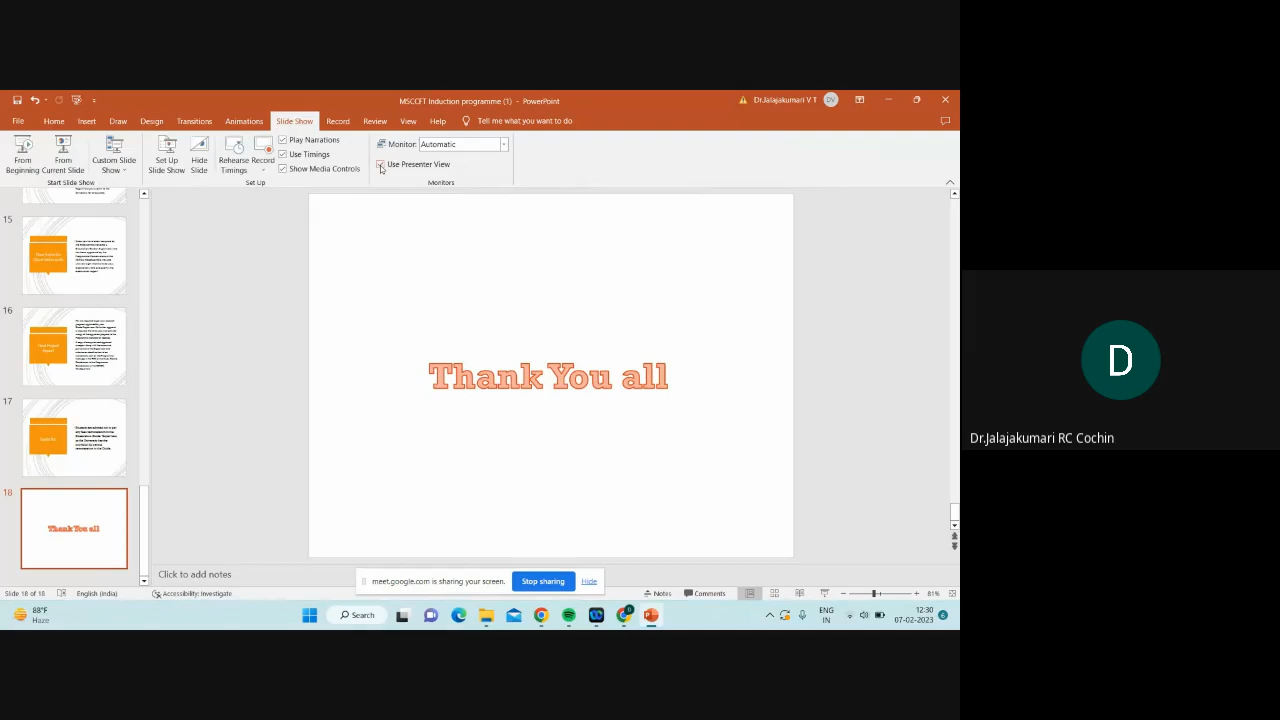 MSCCFT Induction programme (1) - PowerPoint
Dr.Jalajakumari V T
DV
File Home Insert Draw Design Transitions Animations Slide Show Record Review View Help Tell me what you want to do
From Beginning
From Current Slide
Custom Slide Show
Set Up Slide Show
Hide Slide
Rehearse Timings
Record
Play Narrations
Use Timings
Show Media Controls
Monitor: Automatic
Use Presenter View
Start Slide Show
Set Up
Monitors
15
16
17
18
Thank You all
Thank You all
D
Dr.Jalajakumari RC Cochin
Click to add notes
meet.google.com is sharing your screen. Stop sharing Hide
Slide 18 of 18 English (India) Accessibility: Investigate Notes Comments 81%
88°F
Haze
Search
ENG
IN
12:30
07-02-2023
6